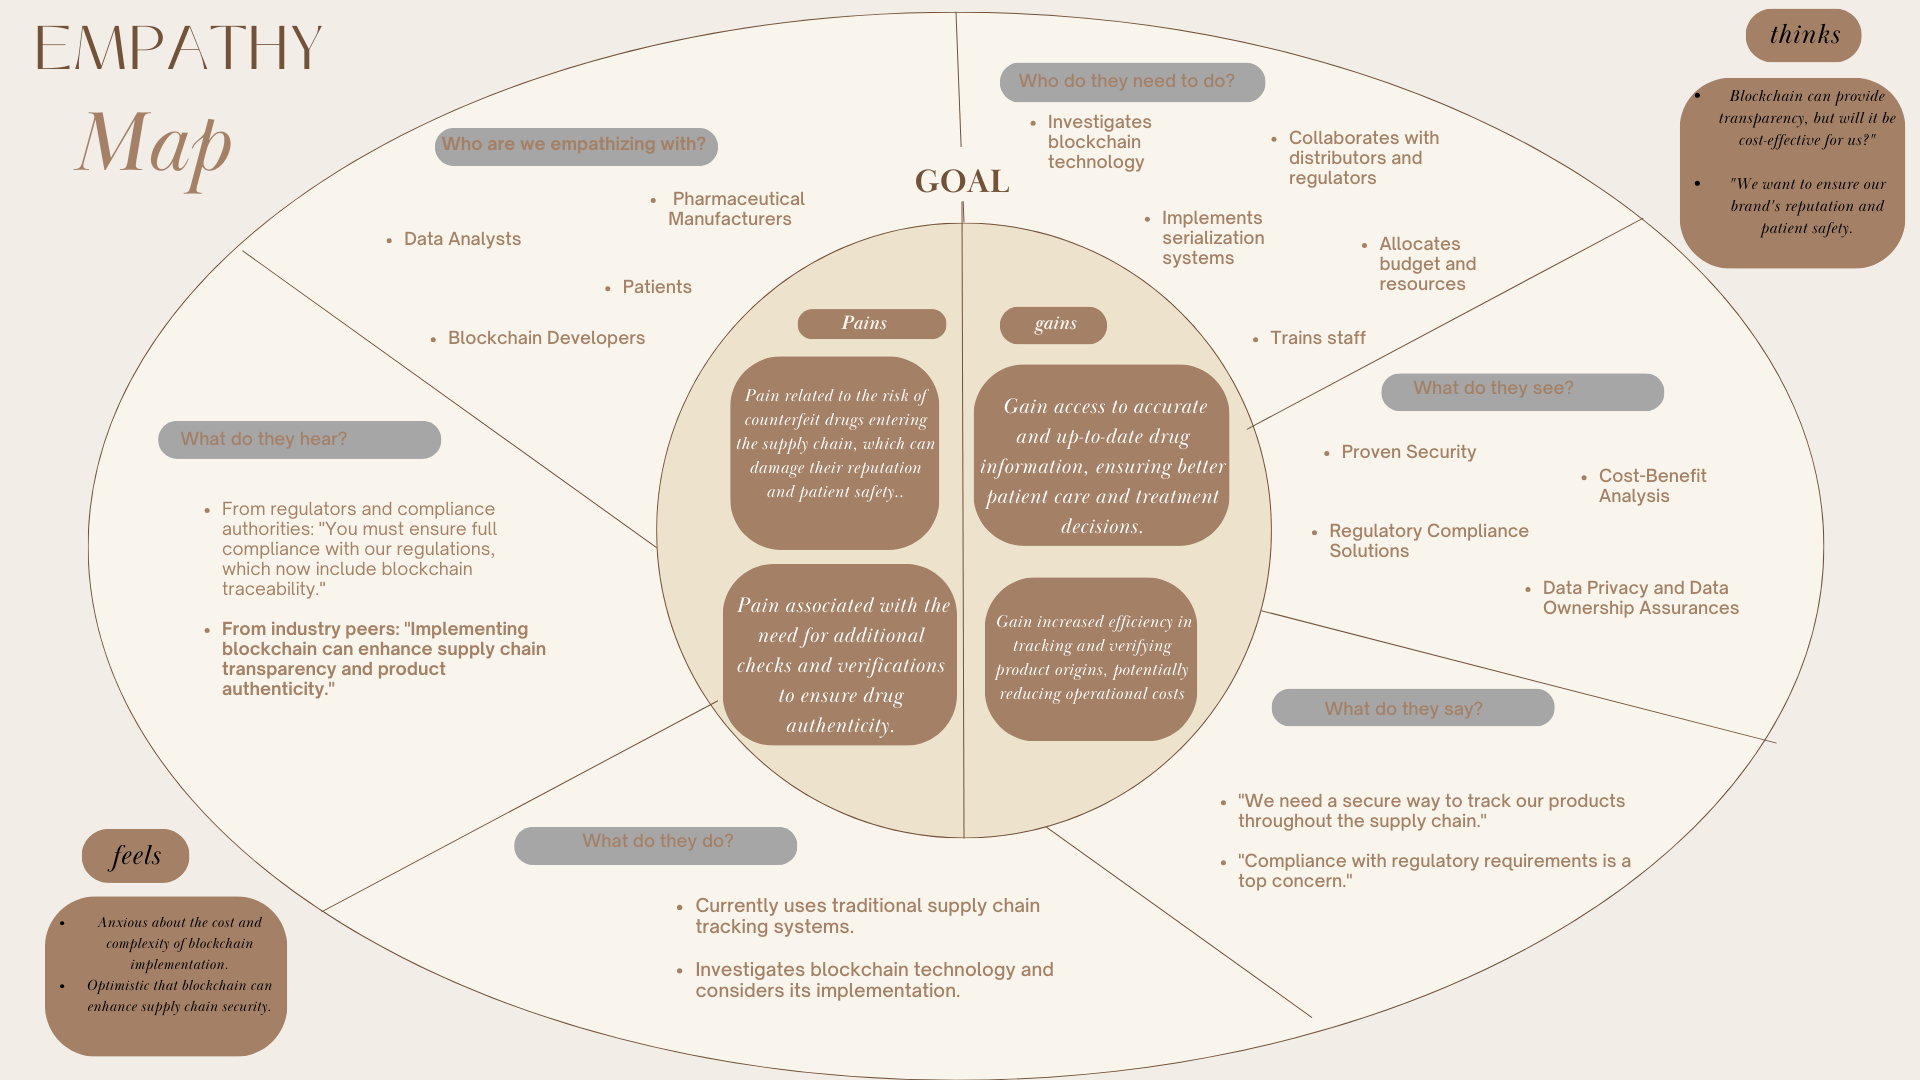 EMPATHY
Map
Who are we empathizing with?
• Pharmaceutical
Manufacturers
• Data Analysts
• Patients
• Blockchain Developers
GOAL
Who do they need to do?
• Investigates
blockchain
technology
• Collaborates with
distributors and
regulators
• Implements
serialization
systems
• Allocates
budget and
resources
• Trains staff
thinks
• Blockchain can provide
transparency, but will it be
cost-effective for us?"
• "We want to ensure our
brand's reputation and
patient safety.
What do they see?
• Proven Security
• Cost-Benefit
Analysis
• Regulatory Compliance
Solutions
• Data Privacy and Data
Ownership Assurances
What do they say?
• "We need a secure way to track our products
throughout the supply chain."
• "Compliance with regulatory requirements is a
top concern."
What do they do?
• Currently uses traditional supply chain
tracking systems.
• Investigates blockchain technology and
considers its implementation.
What do they hear?
• From regulators and compliance
authorities: "You must ensure full
compliance with our regulations,
which now include blockchain
traceability."
• From industry peers: "Implementing
blockchain can enhance supply chain
transparency and product
authenticity."
Pains
Pain related to the risk of
counterfeit drugs entering
the supply chain, which can
damage their reputation
and patient safety..
Pain associated with the
need for additional
checks and verifications
to ensure drug
authenticity.
gains
Gain access to accurate
and up-to-date drug
information, ensuring better
patient care and treatment
decisions.
Gain increased efficiency in
tracking and verifying
product origins, potentially
reducing operational costs
feels
• Anxious about the cost and
complexity of blockchain
implementation.
• Optimistic that blockchain can
enhance supply chain security.